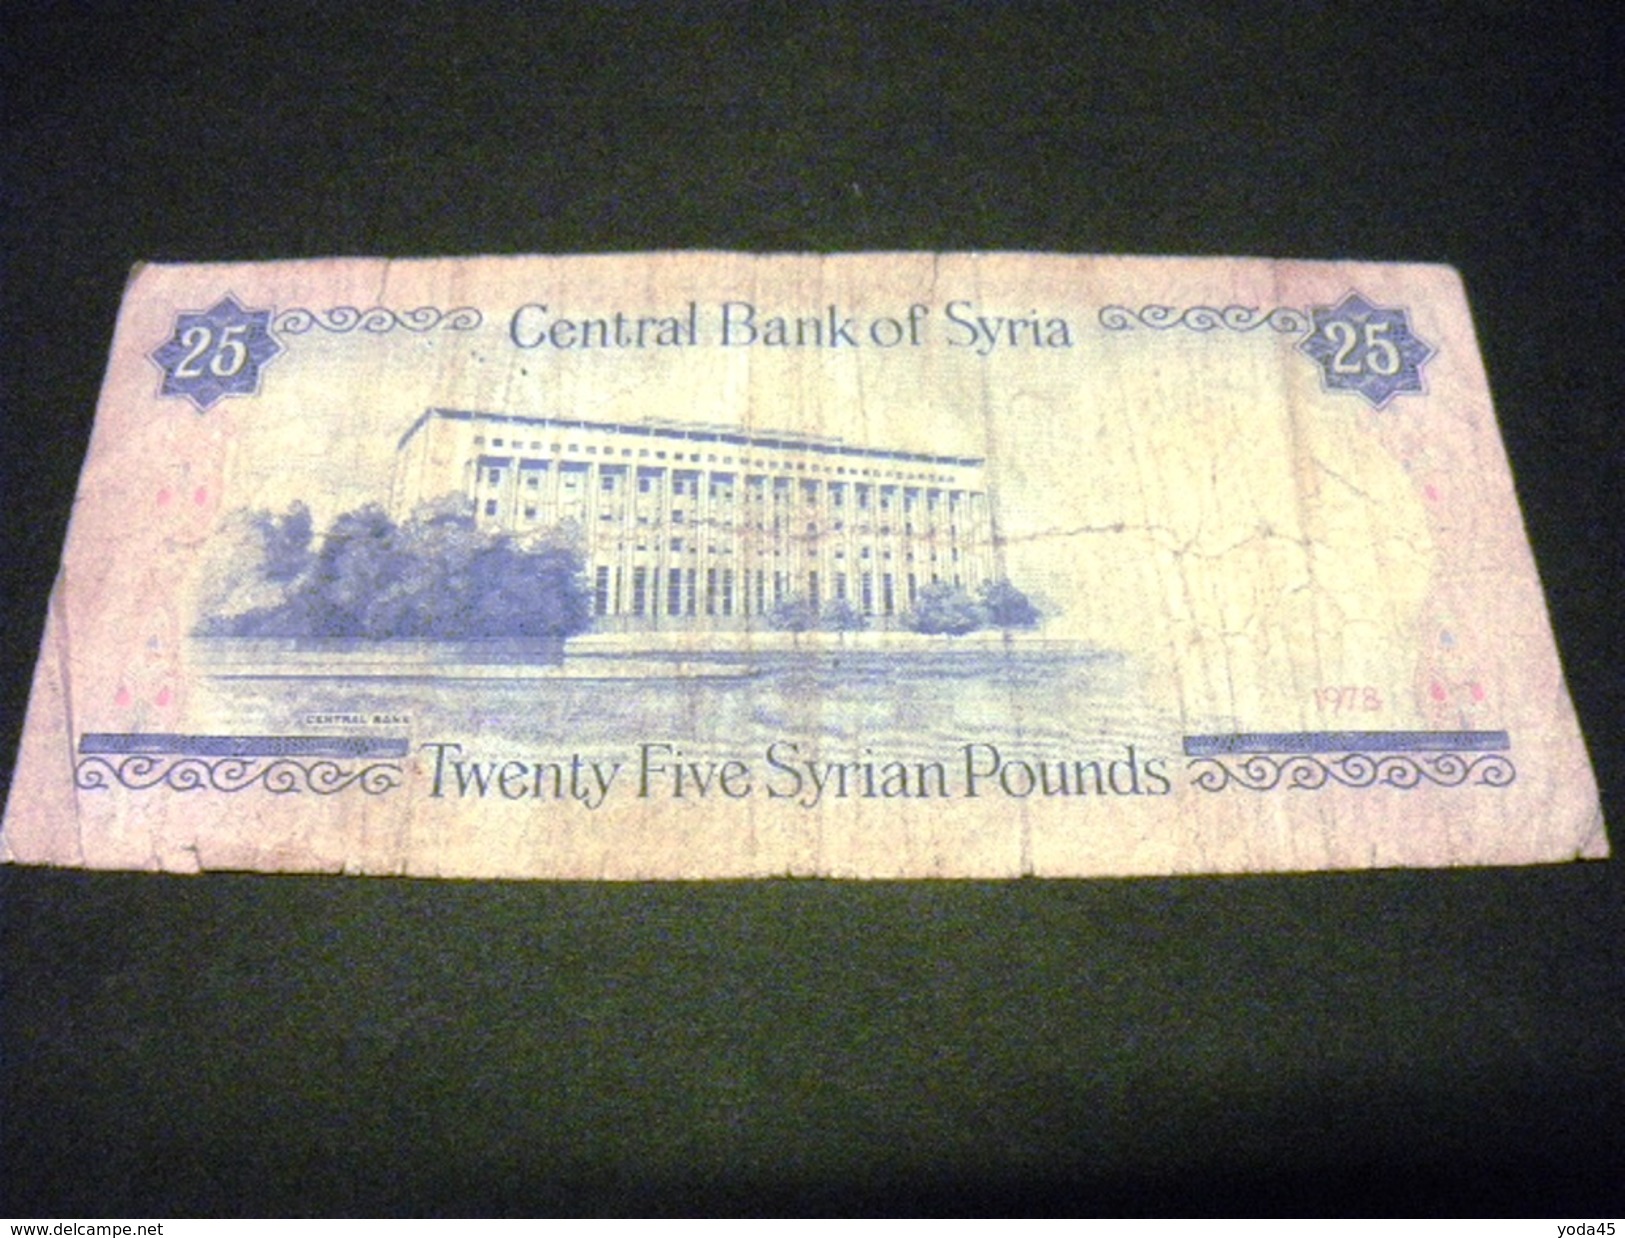 25 Central Bank of Syria 25
1978
CENTRAL BANK
Twenty Five Syrian Pounds
www.delcampe.net yoda45